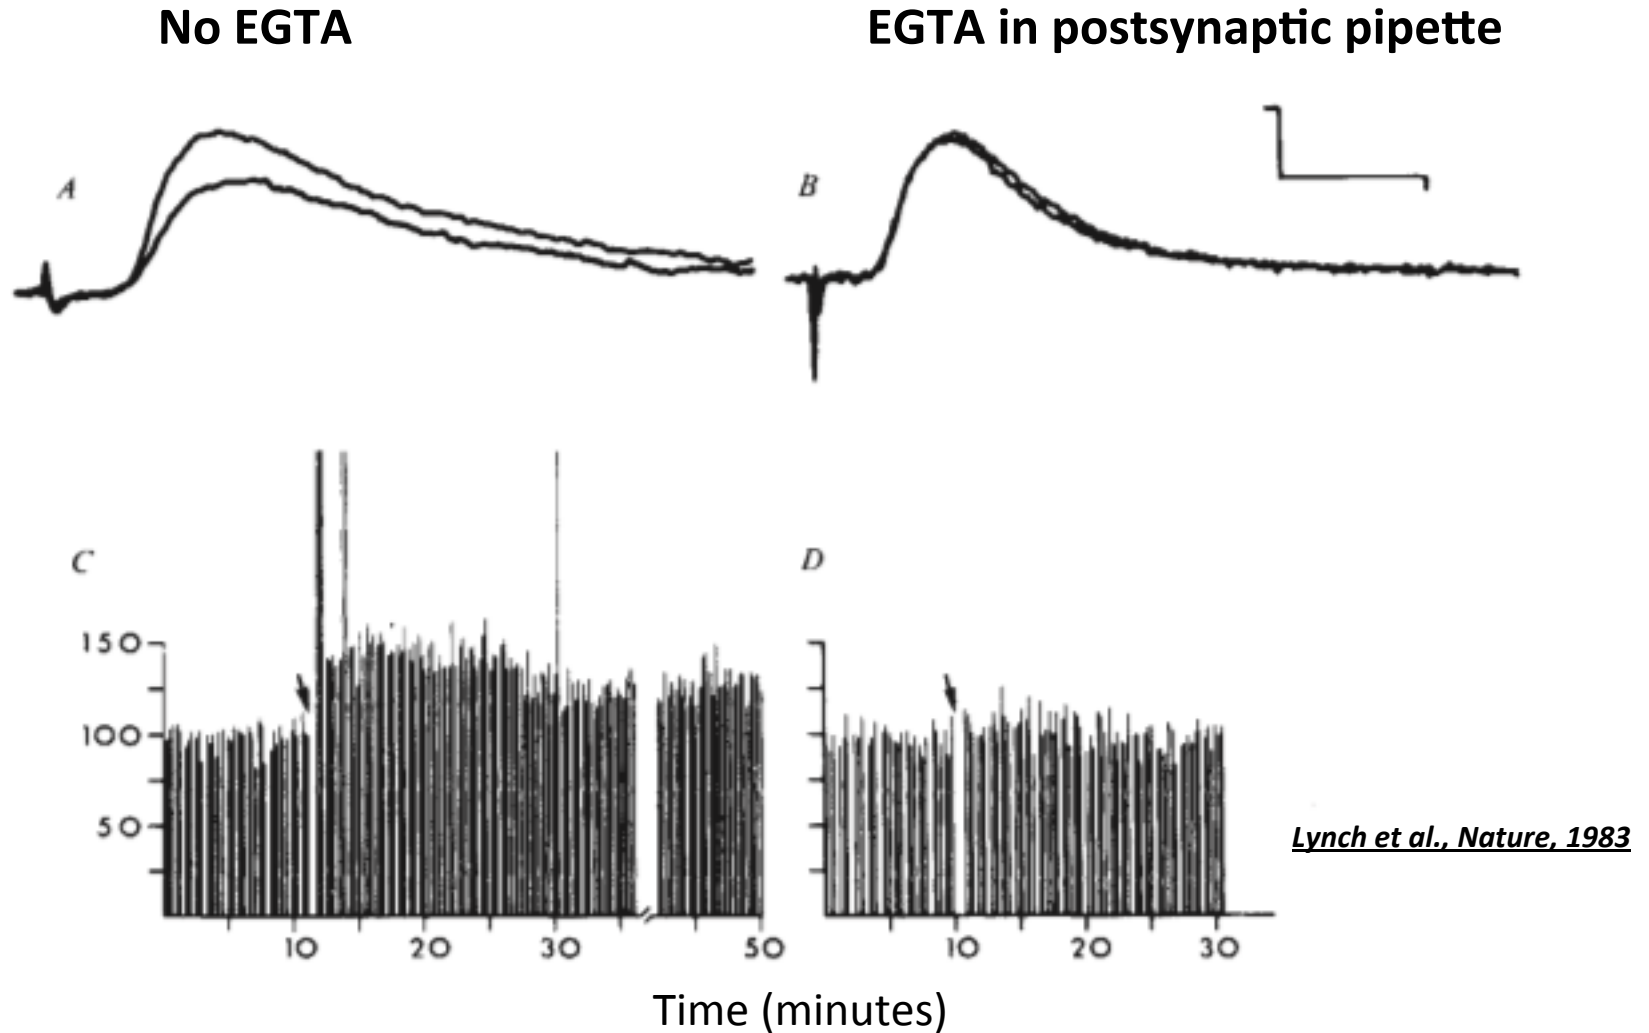 No EGTA
EGTA in postsynaptic pipette
A
B
C
D
150
100
50
10 20 30 50
10 20 30
Lynch et al., Nature, 1983
Time (minutes)